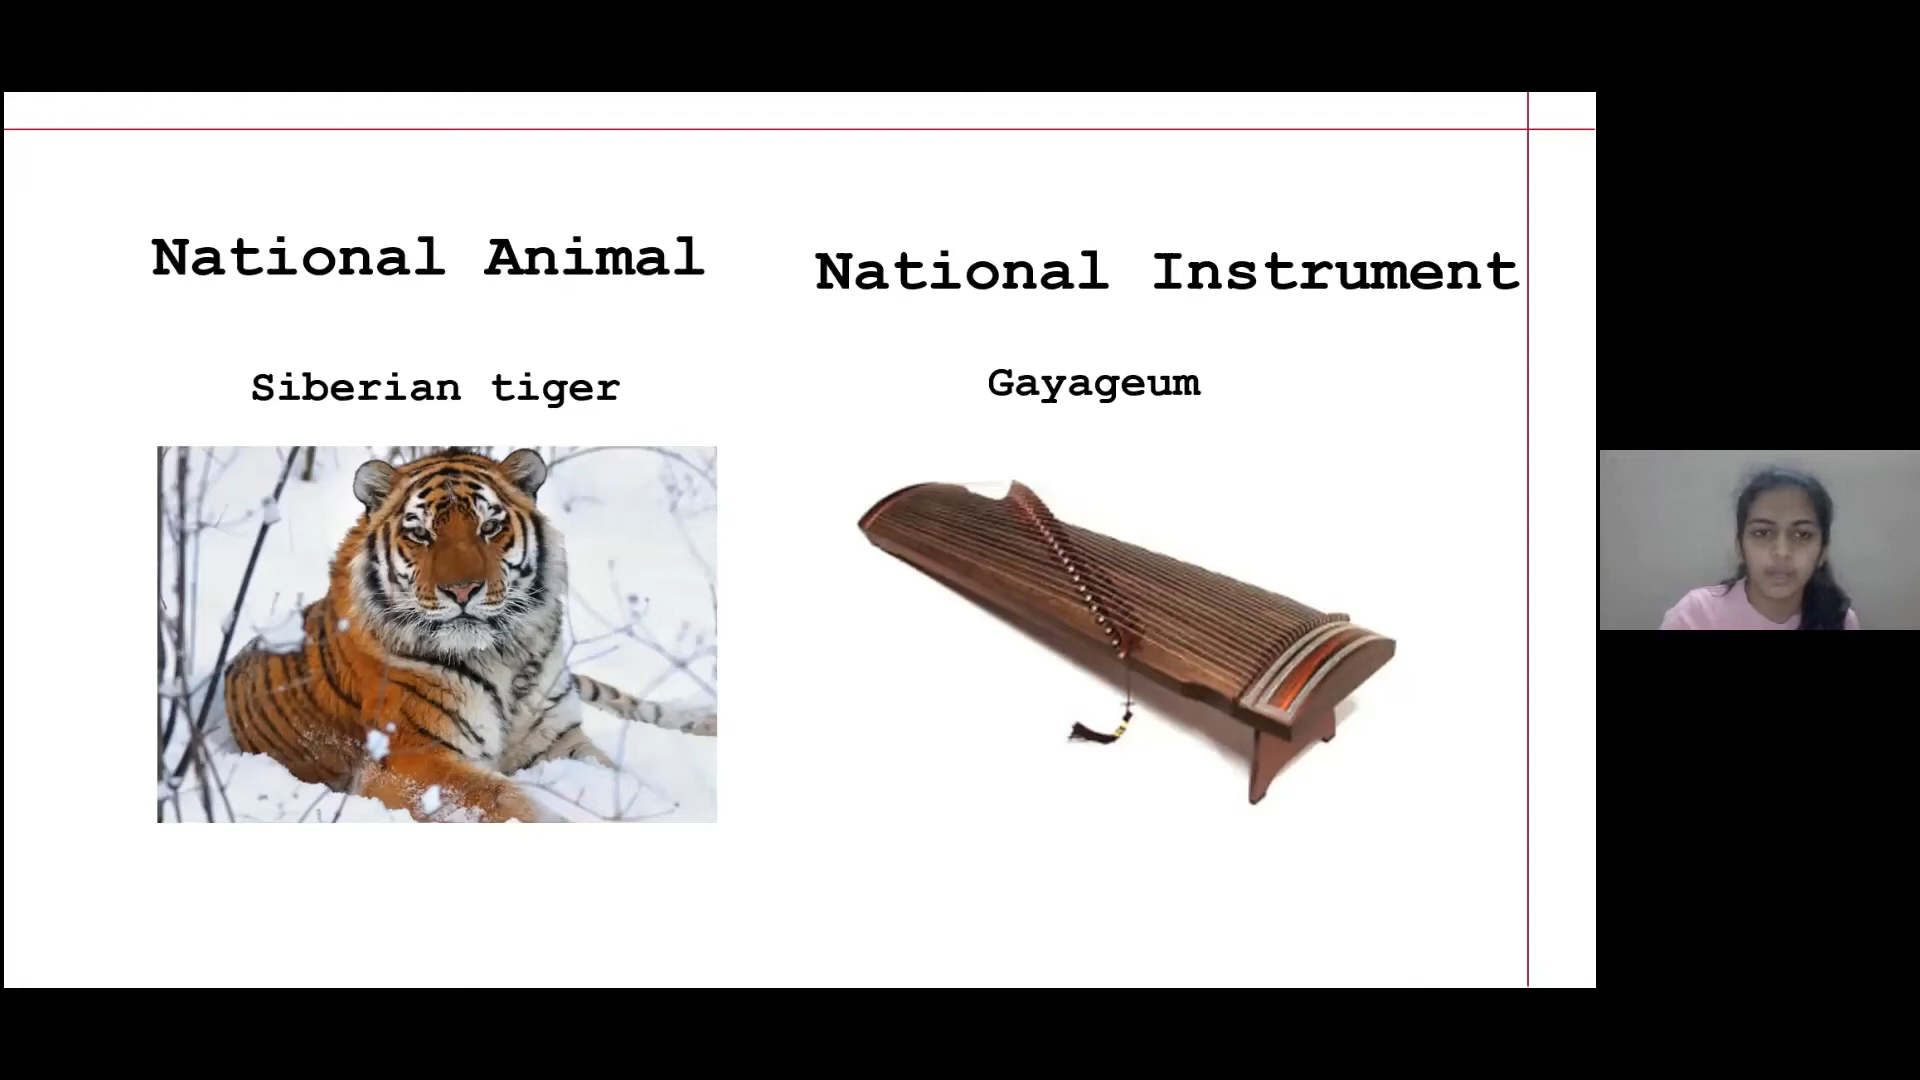 National Animal
National Instrument
Siberian tiger
Gayageum